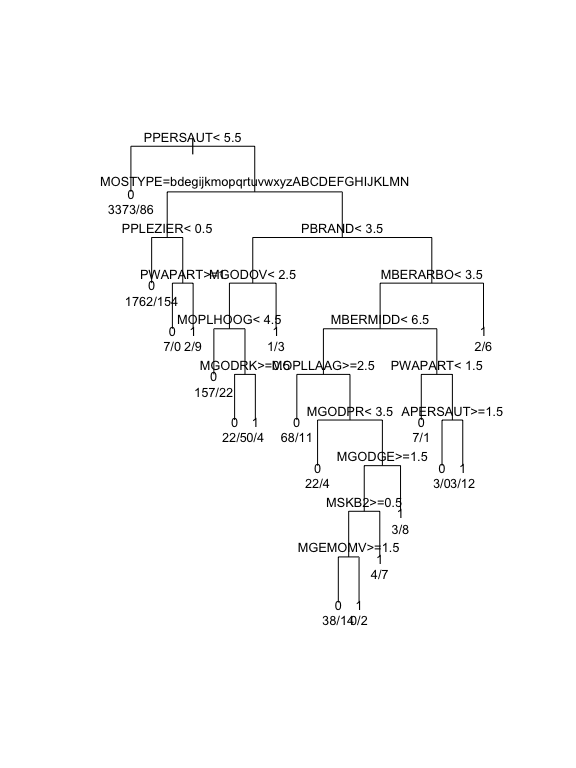 PPERSAUT< 5.5
MOSTYPE=bdegijkmopqrtuvwxyzABCDEFGHIJKLMN
0
3373/86
PPLEZIER< 0.5 PBRAND< 3.5
PWAPART>=1 MGODOV< 2.5 MBERARBO< 3.5
0
1762/154
MOPLHOOG< 4.5 MBERMIDD< 6.5
0 1 1 1
7/0 2/9 1/3 2/6
MGODRK>=0.5 MOPLLAAG>=2.5 PWAPART< 1.5
0
157/22
MGODPR< 3.5 APERSAUT>=1.5
0 1 0 0
22/5 0/4 68/11 7/1
MGODGE>=1.5
0 0 1
22/4 3/0 3/12
MSKB2>=0.5
1
3/8
MGEMOMV>=1.5
1
4/7
0 1
38/14 0/2